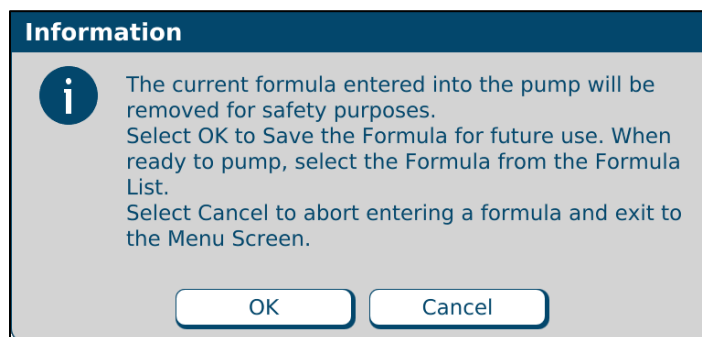 Information
The current formula entered into the pump will be
removed for safety purposes.
Select OK to Save the Formula for future use. When
ready to pump, select the Formula from the Formula
List.
Select Cancel to abort entering a formula and exit to
the Menu Screen.
OK
Cancel